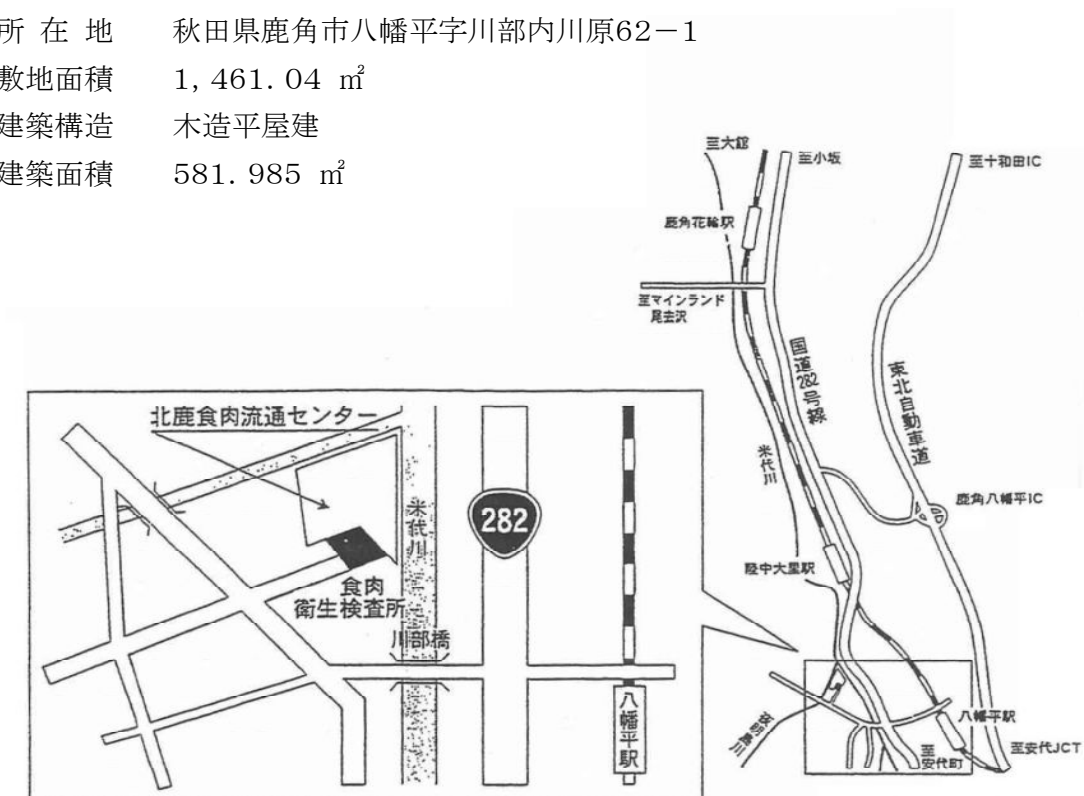 所 在 地　秋田県鹿角市八幡平字川部内川原62－1
敷地面積　1,461.04 ㎡
建築構造　木造平屋建
建築面積　581.985 ㎡
至大館
至小坂
至十和田IC
鹿角花輪駅
至マインランド
尾去沢
国道282号線
東北自動車道
米代川
鹿角八幡平IC
陸中大里駅
北鹿食肉流通センター
米代川
282
食肉
衛生検査所
川部橋
八幡平駅
夜明島川
八幡平駅
至
安代町
至安代JCT